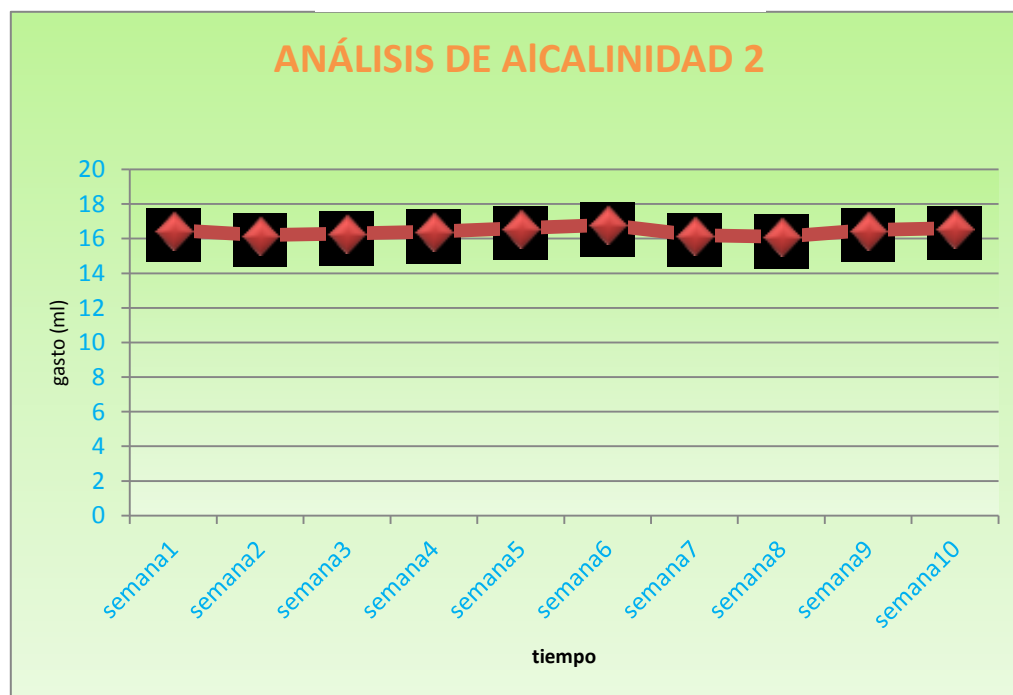 ANÁLISIS DE AlCALINIDAD 2
20
18
16
14
12
10
8
6
4
2
0
gasto (ml)
semana1
semana2
semana3
semana4
semana5
semana6
semana7
semana8
semana9
semana10
tiempo